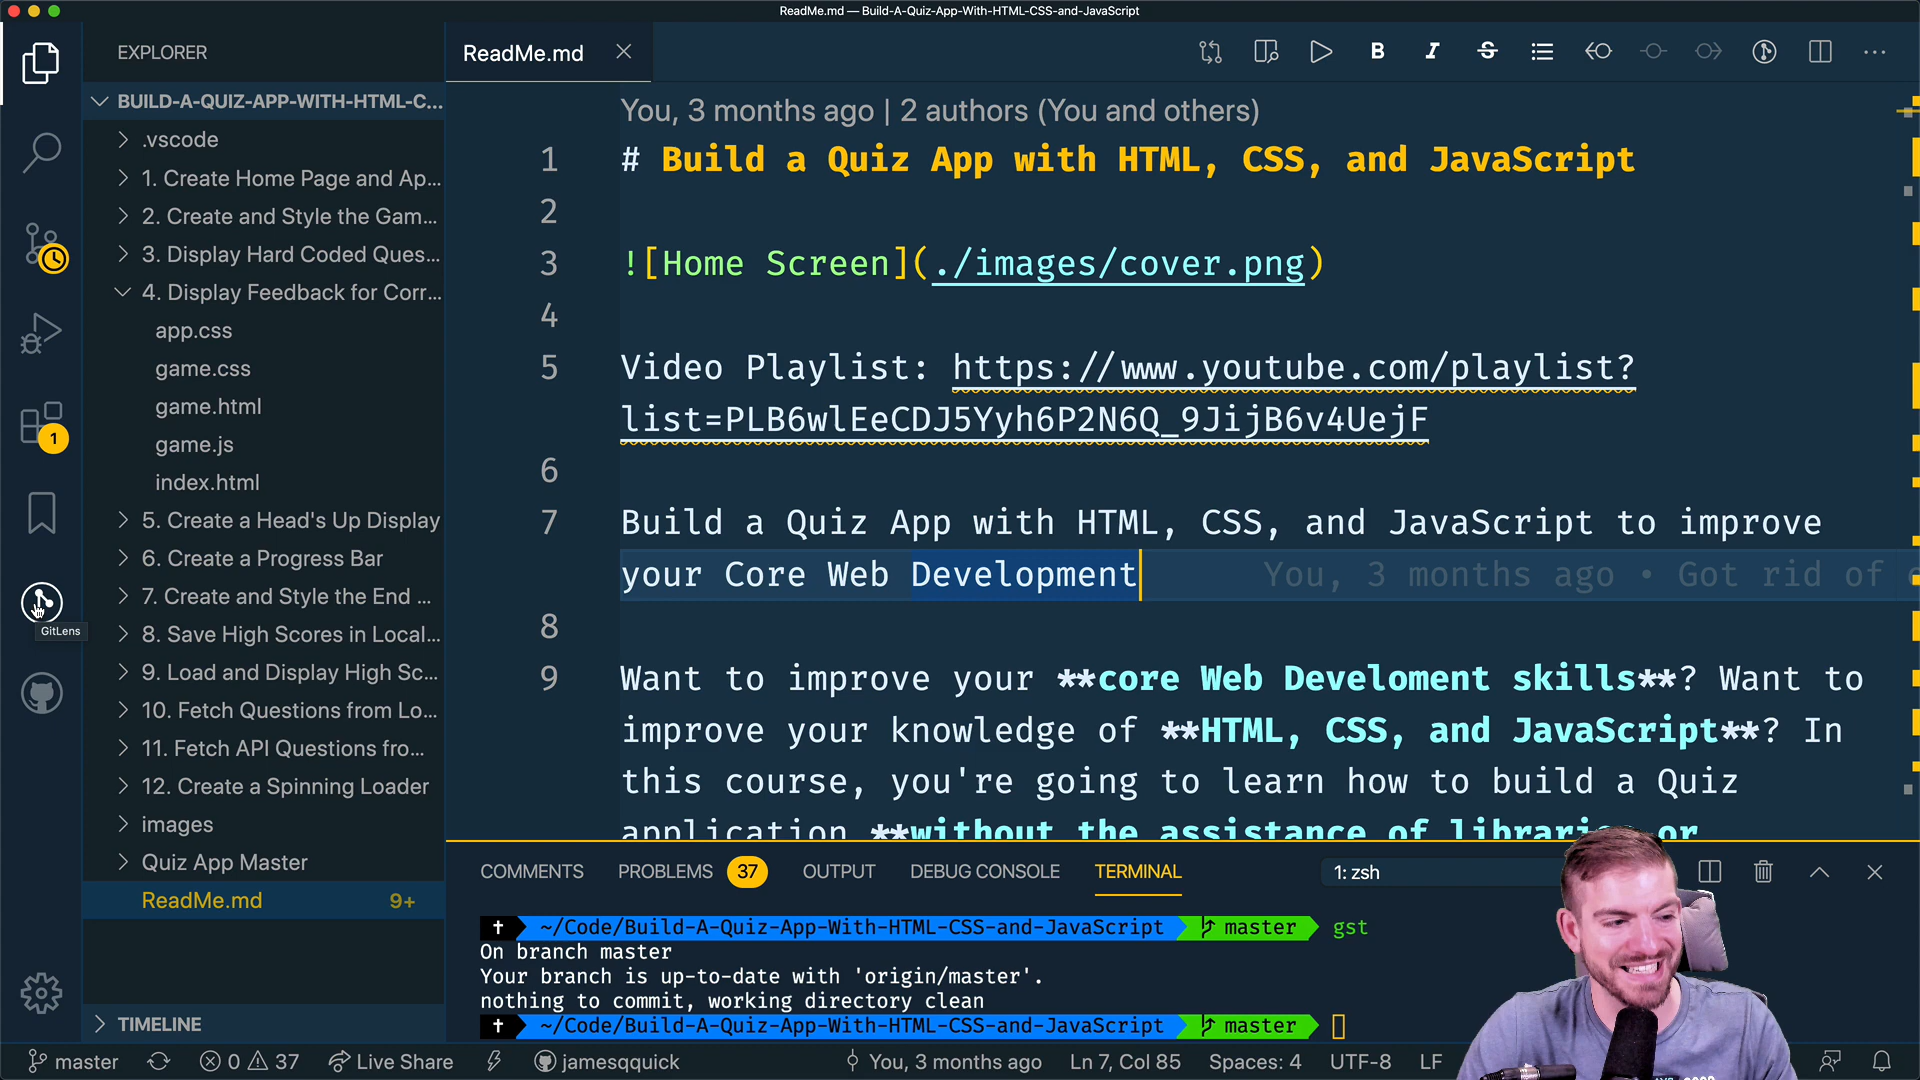 ReadMe.md — Build-A-Quiz-App-With-HTML-CSS-and-JavaScript
EXPLORER
BUILD-A-QUIZ-APP-WITH-HTML-C...
.vscode
1. Create Home Page and Ap...
2. Create and Style the Gam...
3. Display Hard Coded Ques...
4. Display Feedback for Corr...
app.css
game.css
game.html
game.js
index.html
5. Create a Head's Up Display
6. Create a Progress Bar
7. Create and Style the End ...
8. Save High Scores in Local...
9. Load and Display High Sc...
10. Fetch Questions from Lo...
11. Fetch API Questions fro...
12. Create a Spinning Loader
images
Quiz App Master
ReadMe.md 9+
TIMELINE
1
GitLens
ReadMe.md
B I S
You, 3 months ago | 2 authors (You and others)
1 # Build a Quiz App with HTML, CSS, and JavaScript
2
3 ![Home Screen](./images/cover.png)
4
5 Video Playlist: https://www.youtube.com/playlist?
list=PLB6wlEeCDJ5Yyh6P2N6Q_9JijB6v4UejF
6
7 Build a Quiz App with HTML, CSS, and JavaScript to improve
your Core Web Development You, 3 months ago • Got rid of
8
9 Want to improve your **core Web Develoment skills**? Want to
improve your knowledge of **HTML, CSS, and JavaScript**? In
this course, you're going to learn how to build a Quiz
application **without the assistance of libraries or
COMMENTS PROBLEMS 37 OUTPUT DEBUG CONSOLE TERMINAL 1: zsh
~/Code/Build-A-Quiz-App-With-HTML-CSS-and-JavaScript master gst
On branch master
Your branch is up-to-date with 'origin/master'.
nothing to commit, working directory clean
~/Code/Build-A-Quiz-App-With-HTML-CSS-and-JavaScript master
master 0 37 Live Share jamesqquick You, 3 months ago Ln 7, Col 85 Spaces: 4 UTF-8 LF